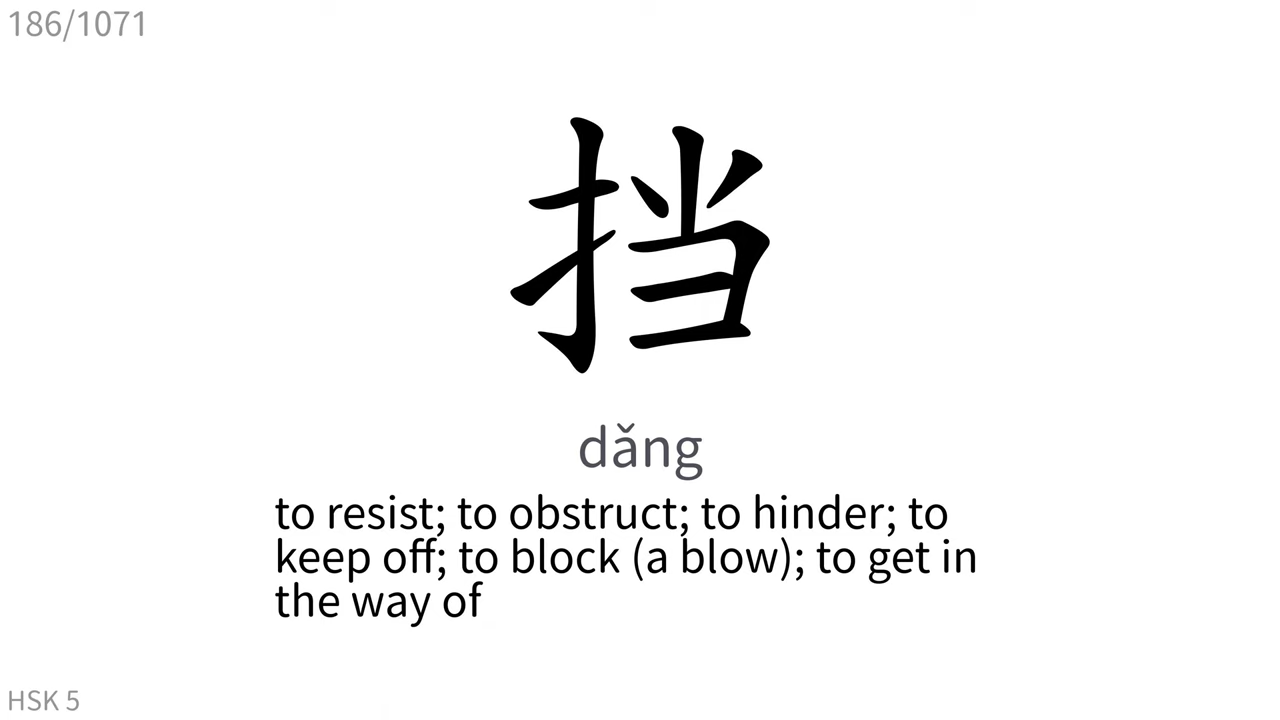 186/1071
挡
dǎng
to resist; to obstruct; to hinder; to
keep off; to block (a blow); to get in
the way of
HSK 5